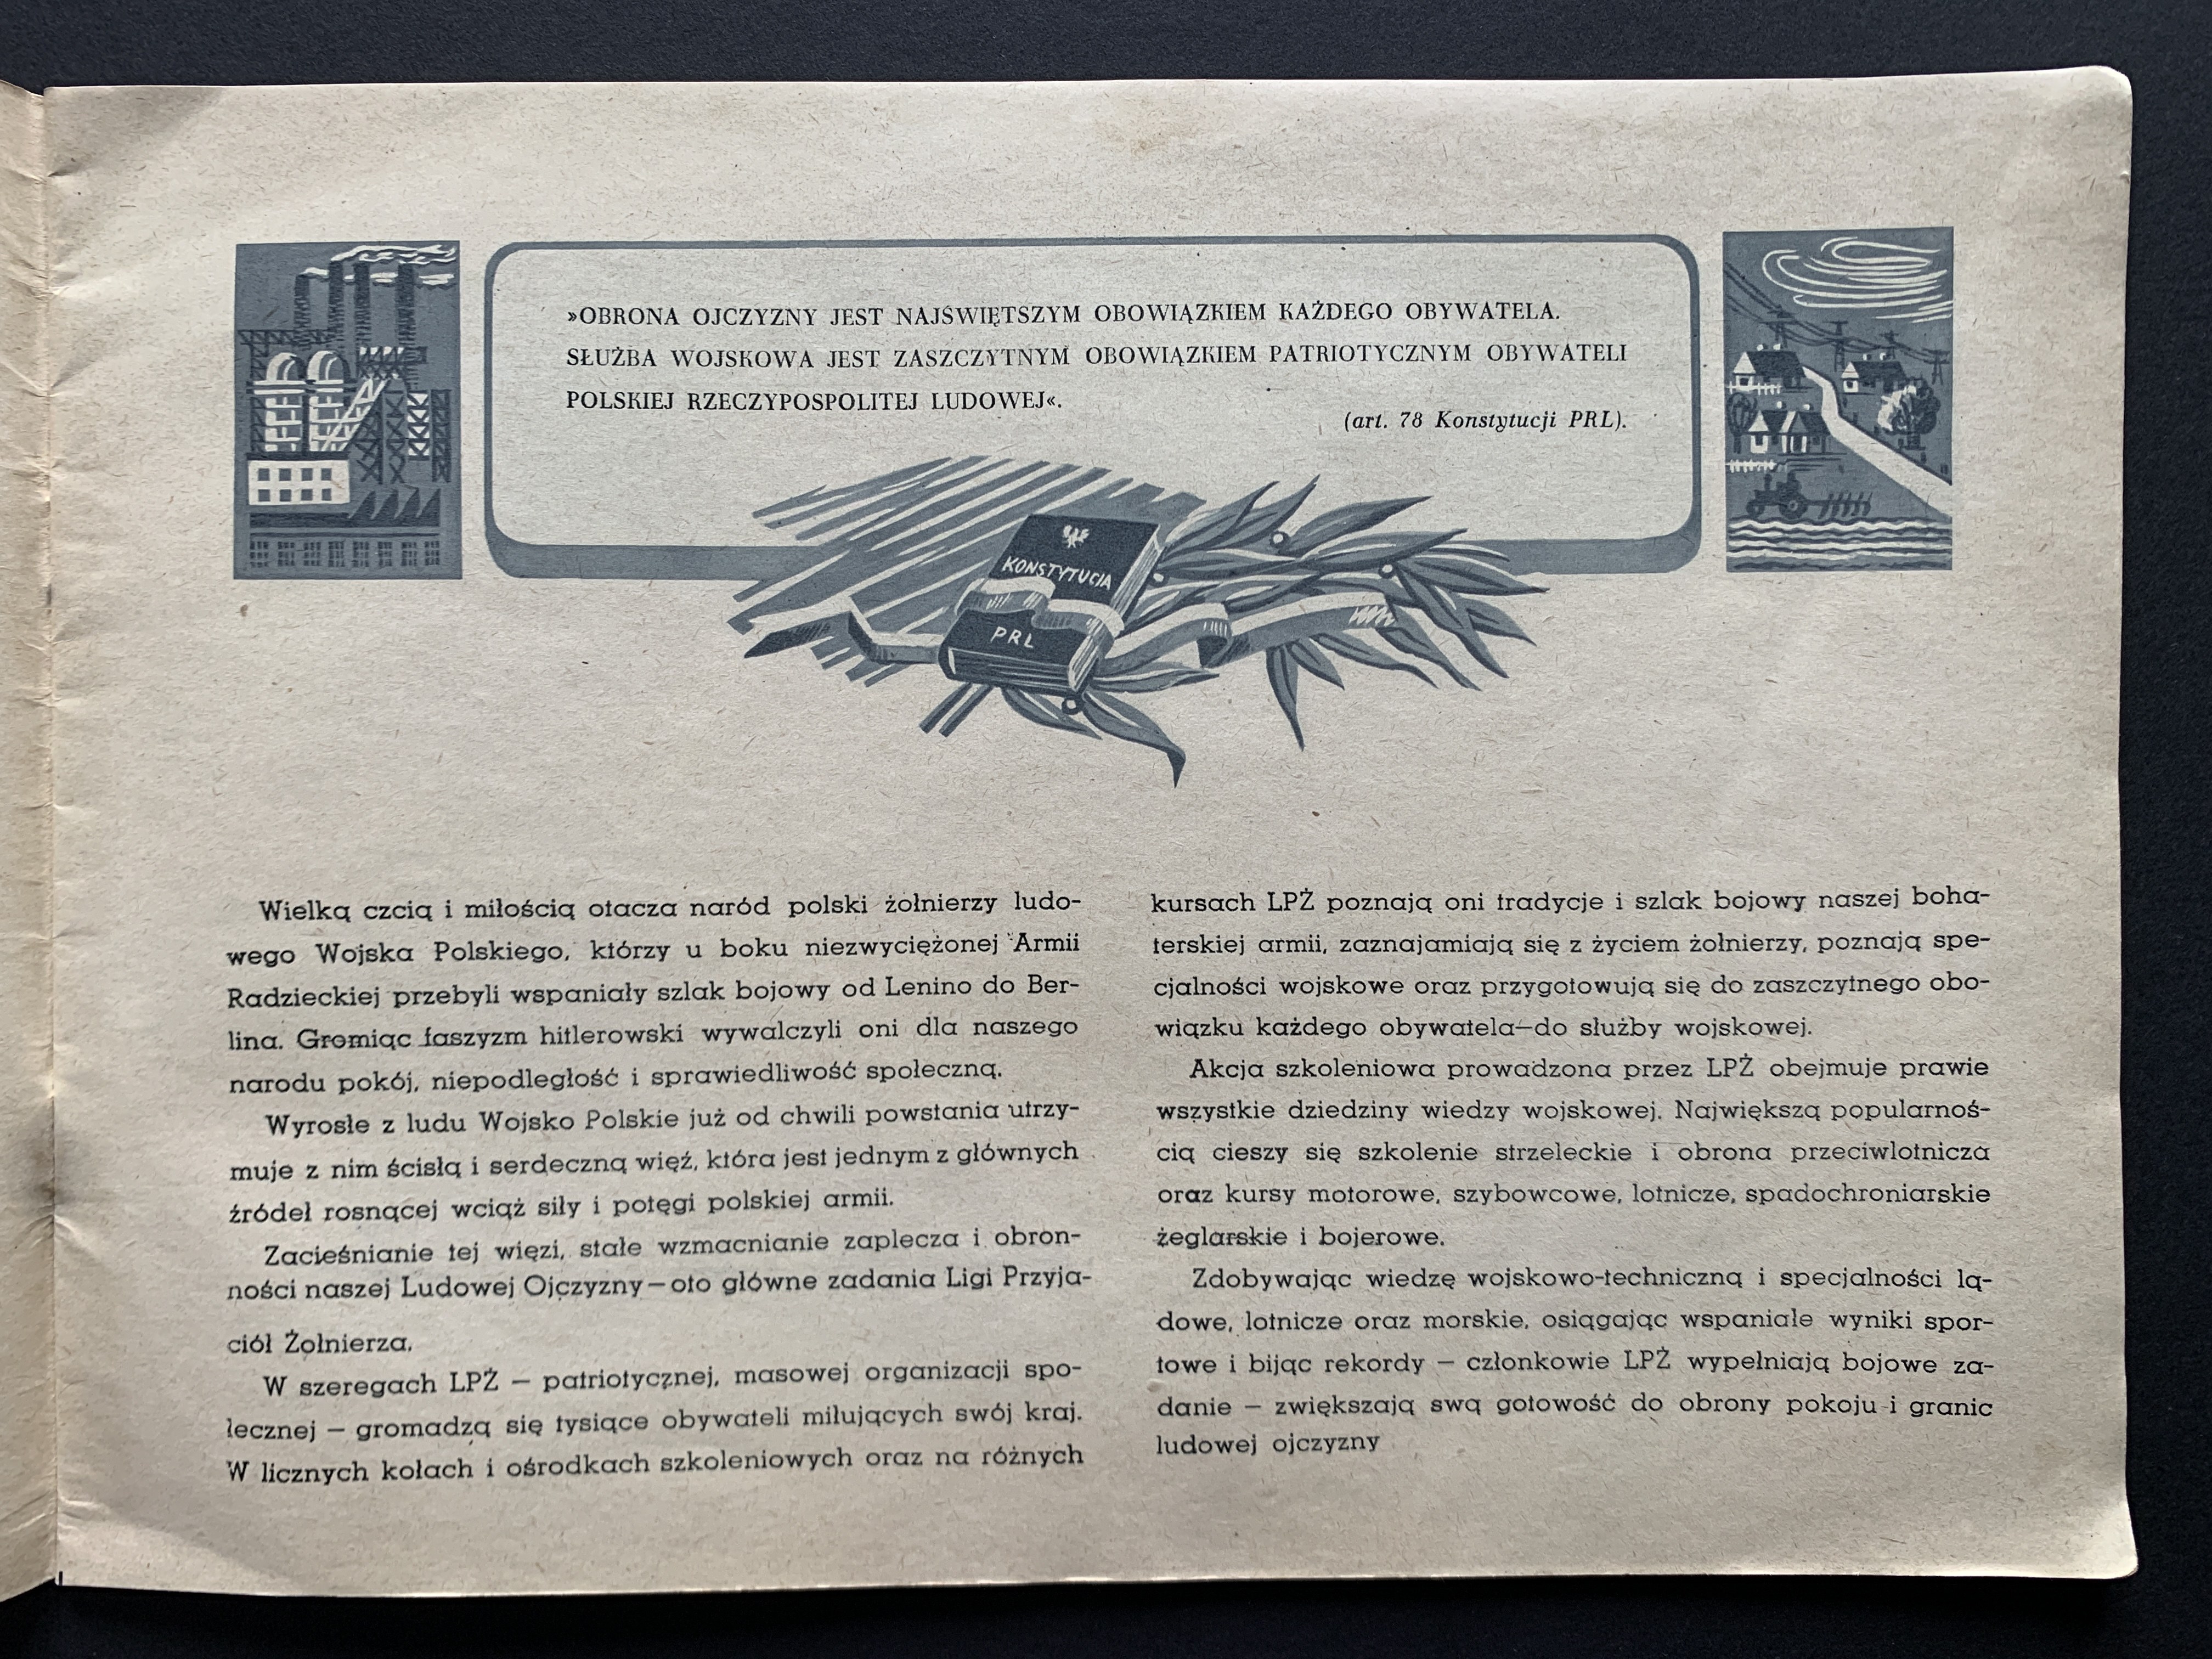 »OBRONA OJCZYZNY JEST NAJŚWIĘTSZYM OBOWIĄZKIEM KAŻDEGO OBYWATELA.
SŁUŻBA WOJSKOWA JEST ZASZCZYTNYM OBOWIĄZKIEM PATRIOTYCZNYM OBYWATELI
POLSKIEJ RZECZYPOSPOLITEJ LUDOWEJ«.
(art. 78 Konstytucji PRL).
KONSTYTUCJA
PRL
Wielką czcią i miłością otacza naród polski żołnierzy ludo-
wego Wojska Polskiego, którzy u boku niezwyciężonej Armii
Radzieckiej przebyli wspaniały szlak bojowy od Lenino do Ber-
lina. Gromiąc faszyzm hitlerowski wywalczyli oni dla naszego
narodu pokój, niepodległość i sprawiedliwość społeczną.
Wyrosłe z ludu Wojsko Polskie już od chwili powstania utrzy-
muje z nim ścisłą i serdeczną więź, która jest jednym z głównych
źródeł rosnącej wciąż siły i potęgi polskiej armii.
Zacieśnianie tej więzi, stałe wzmacnianie zaplecza i obron-
ności naszej Ludowej Ojczyzny—oto główne zadania Ligi Przyja-
ciół Żołnierza.
W szeregach LPŻ — patriotycznej, masowej organizacji spo-
łecznej — gromadzą się tysiące obywateli miłujących swój kraj.
W licznych kołach i ośrodkach szkoleniowych oraz na różnych
kursach LPŻ poznają oni tradycje i szlak bojowy naszej boha-
terskiej armii, zaznajamiają się z życiem żołnierzy, poznają spe-
cjalności wojskowe oraz przygotowują się do zaszczytnego obo-
wiązku każdego obywatela—do służby wojskowej.
Akcja szkoleniowa prowadzona przez LPŻ obejmuje prawie
wszystkie dziedziny wiedzy wojskowej. Największą popularnoś-
cią cieszy się szkolenie strzeleckie i obrona przeciwlotnicza
oraz kursy motorowe, szybowcowe, lotnicze, spadochroniarskie
żeglarskie i bojerowe.
Zdobywając wiedzę wojskowo-techniczną i specjalności lą-
dowe, lotnicze oraz morskie, osiągając wspaniałe wyniki spor-
towe i bijąc rekordy — członkowie LPŻ wypełniają bojowe za-
danie — zwiększają swą gotowość do obrony pokoju i granic
ludowej ojczyzny